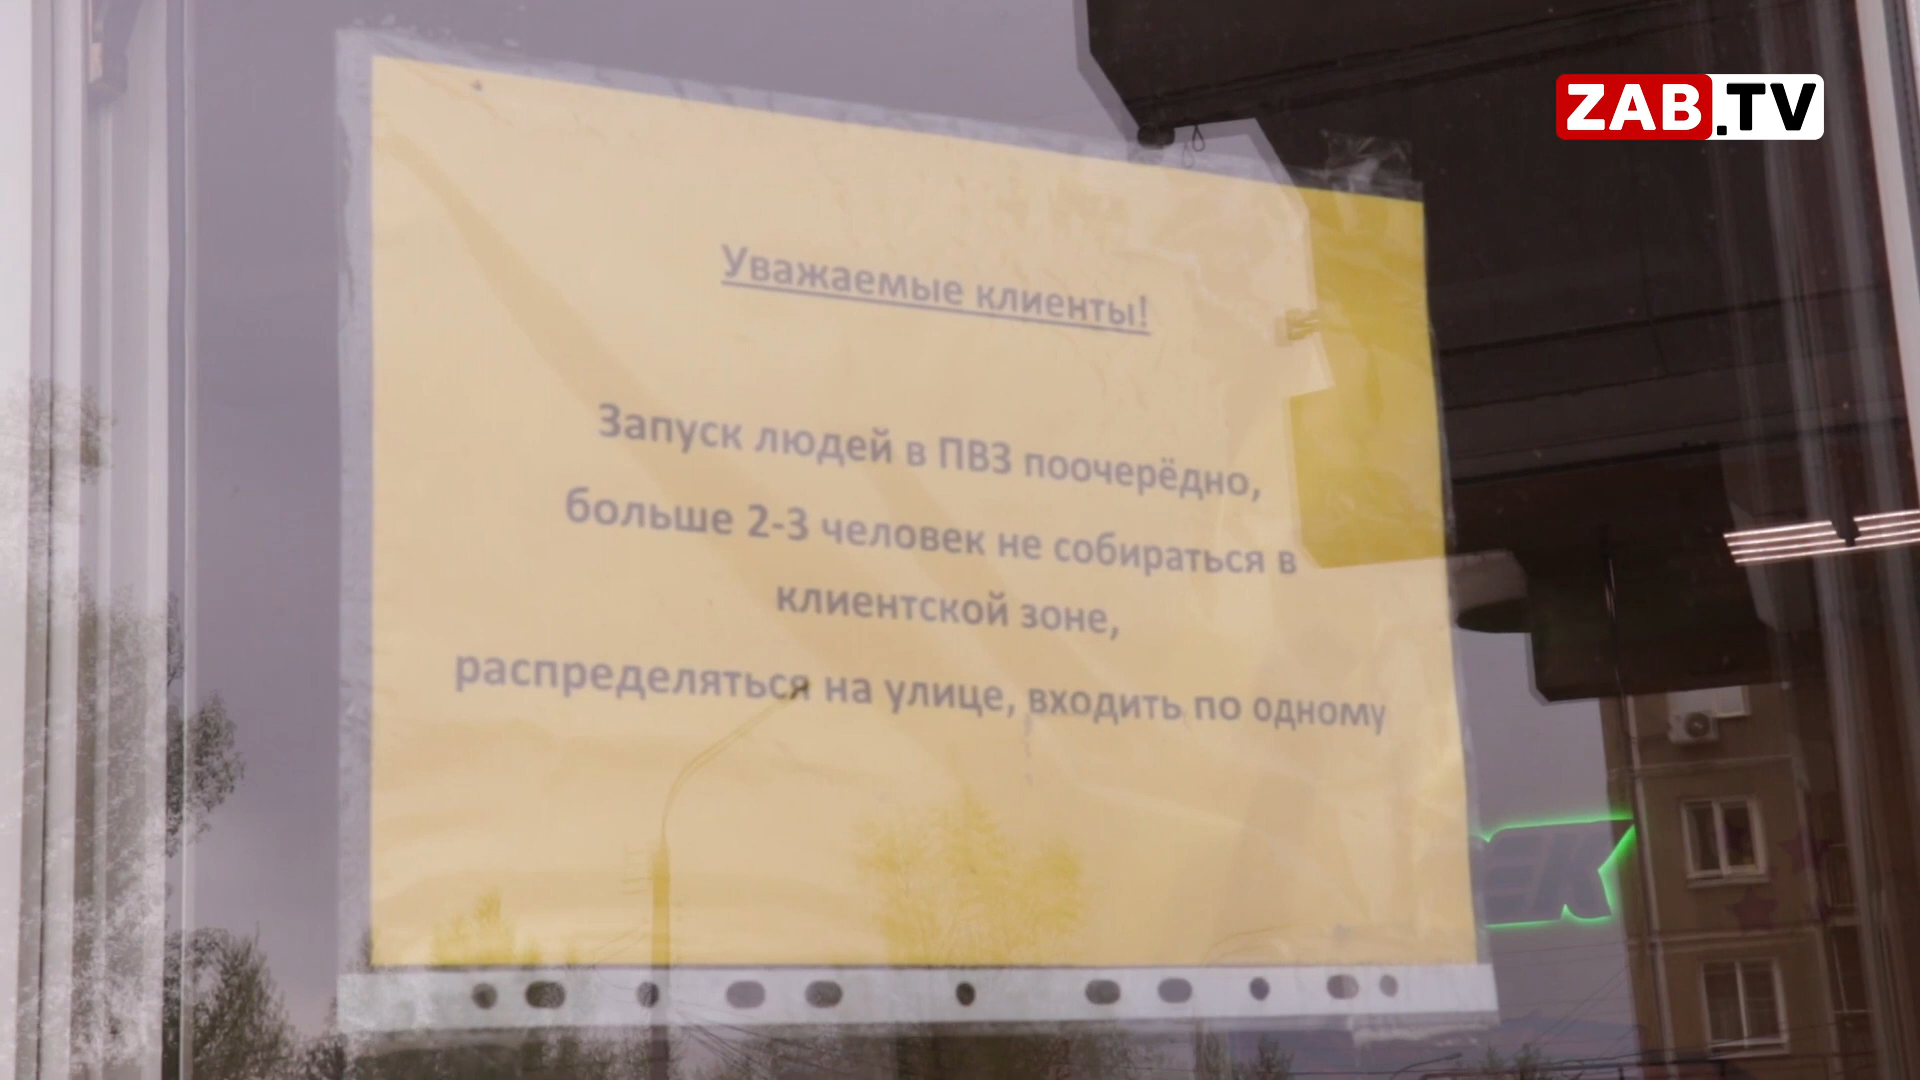 ZAB.TV
Уважаемые клиенты!
Запуск людей в ПВЗ поочерёдно,
больше 2-3 человек не собираться в
клиентской зоне,
распределяться на улице, входить по одному